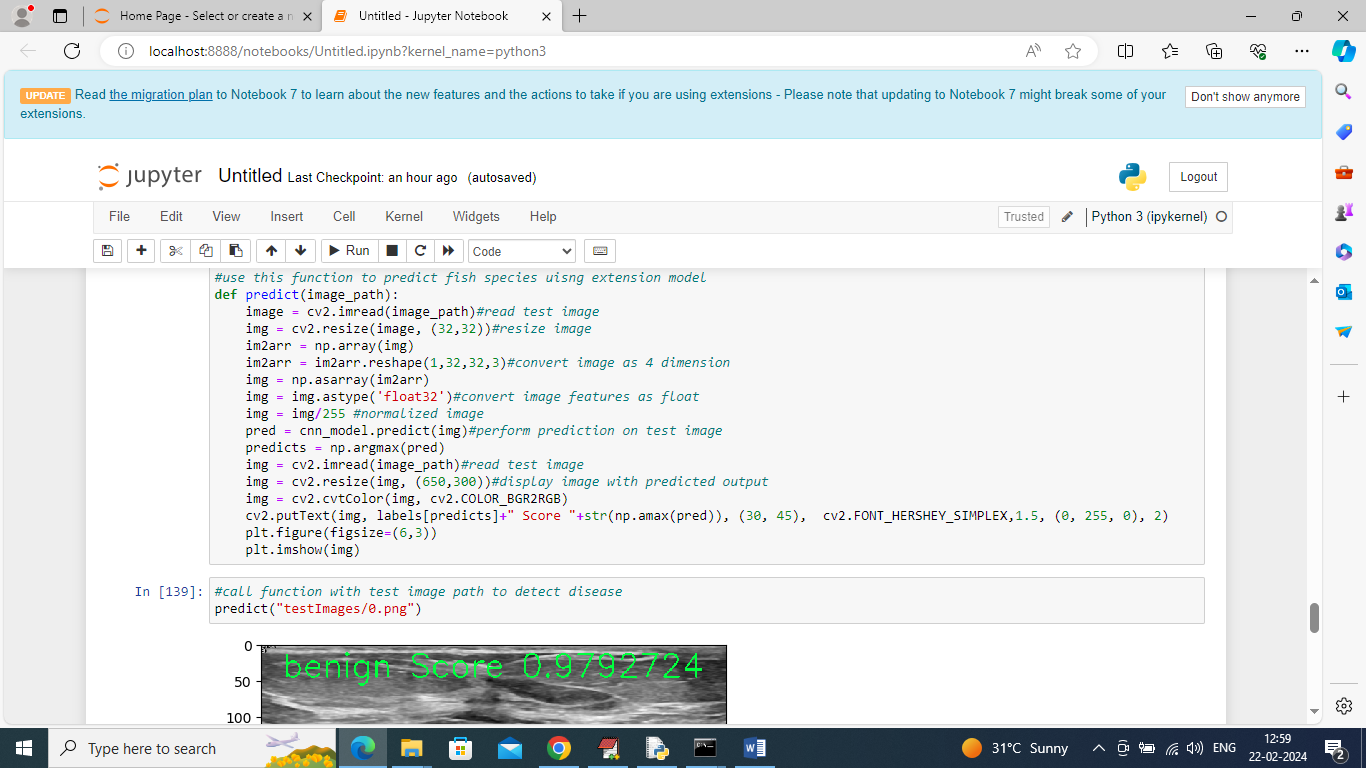 Home Page - Select or create a n
Untitled - Jupyter Notebook
localhost:8888/notebooks/Untitled.ipynb?kernel_name=python3
UPDATE Read the migration plan to Notebook 7 to learn about the new features and the actions to take if you are using extensions - Please note that updating to Notebook 7 might break some of your
extensions.
Don't show anymore
jupyter Untitled Last Checkpoint: an hour ago (autosaved)
Logout
File Edit View Insert Cell Kernel Widgets Help
Trusted
Python 3 (ipykernel)
Run
Code
#use this function to predict fish species uisng extension model
def predict(image_path):
    image = cv2.imread(image_path)#read test image
    img = cv2.resize(image, (32,32))#resize image
    im2arr = np.array(img)
    im2arr = im2arr.reshape(1,32,32,3)#convert image as 4 dimension
    img = np.asarray(im2arr)
    img = img.astype('float32')#convert image features as float
    img = img/255 #normalized image
    pred = cnn_model.predict(img)#perform prediction on test image
    predicts = np.argmax(pred)
    img = cv2.imread(image_path)#read test image
    img = cv2.resize(img, (650,300))#display image with predicted output
    img = cv2.cvtColor(img, cv2.COLOR_BGR2RGB)
    cv2.putText(img, labels[predicts]+" Score "+str(np.amax(pred)), (30, 45),  cv2.FONT_HERSHEY_SIMPLEX,1.5, (0, 255, 0), 2)
    plt.figure(figsize=(6,3))
    plt.imshow(img)
In [139]:
#call function with test image path to detect disease
predict("testImages/0.png")
0
benign Score 0.9792724
50
100
Type here to search
31°C Sunny
ENG
12:59
22-02-2024
2